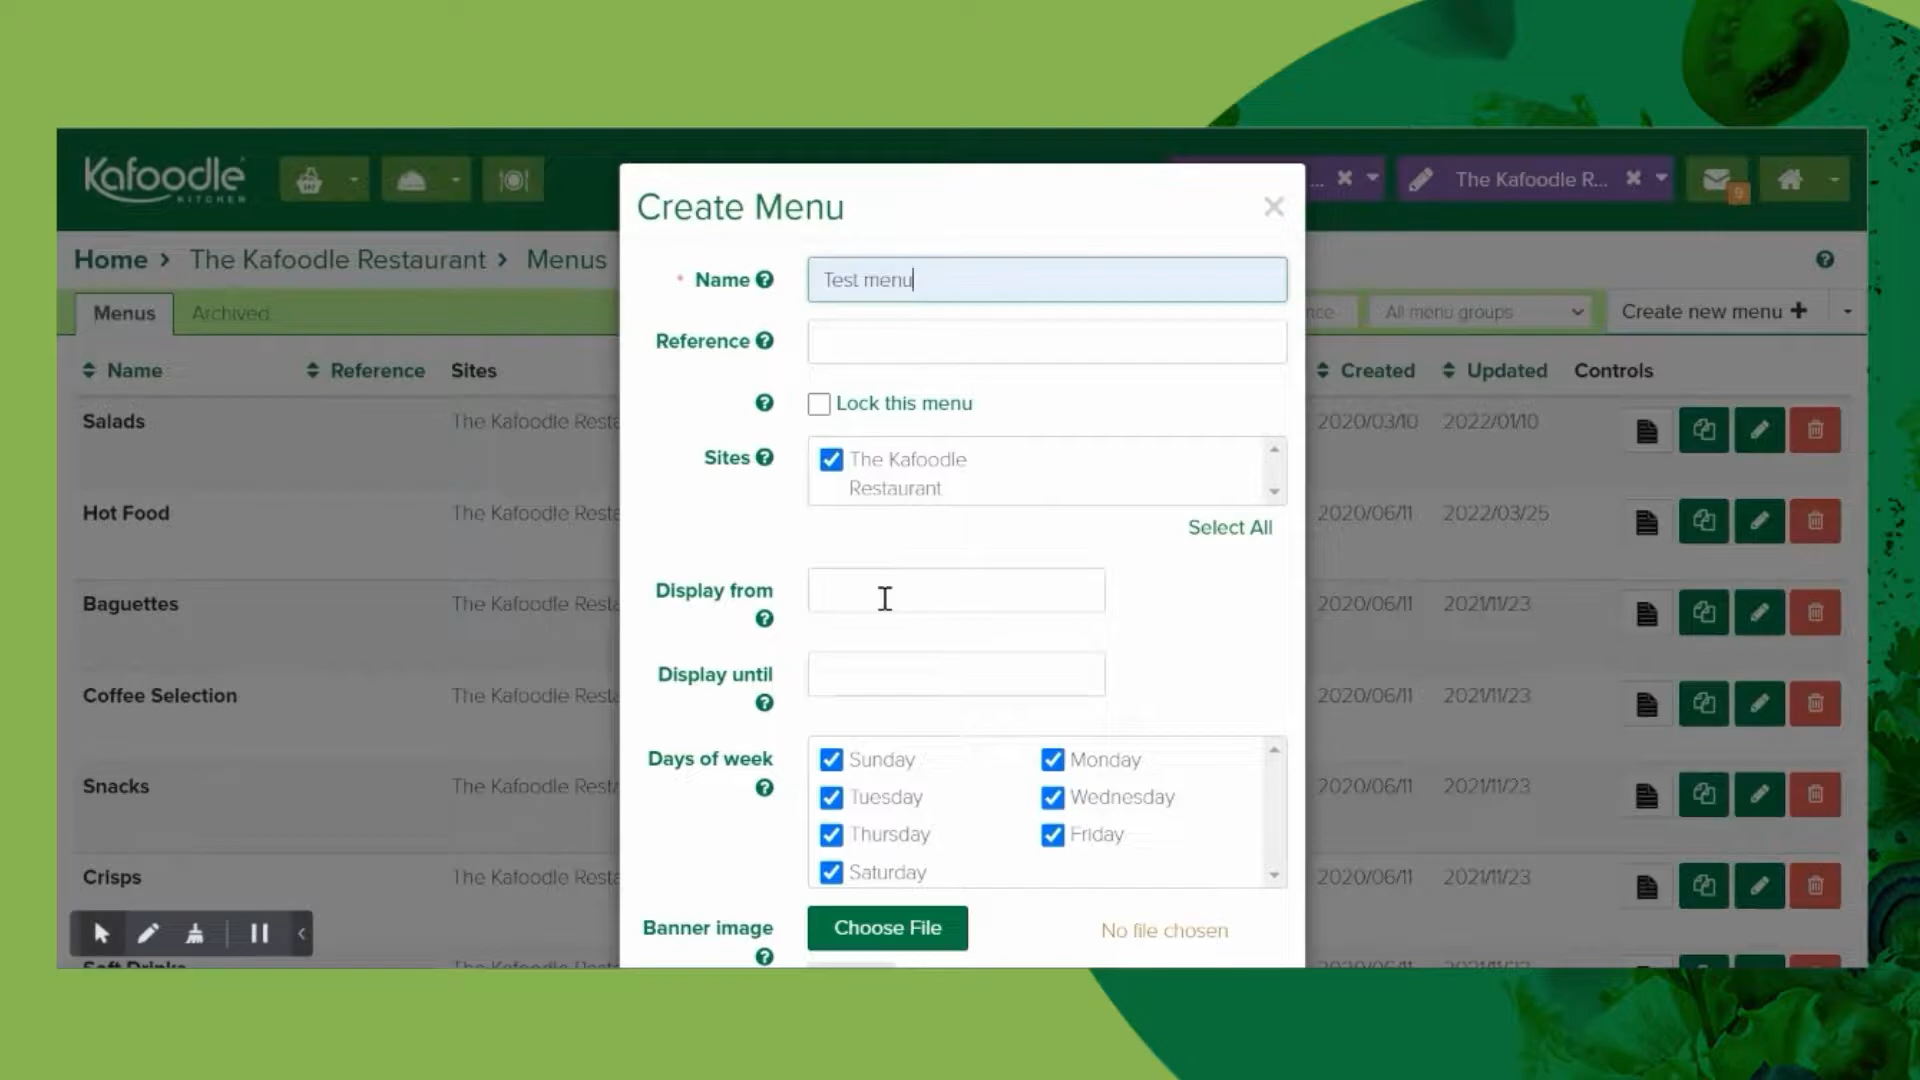 Kafoodle
KITCHEN
... The Kafoodle R...
9
Home > The Kafoodle Restaurant > Menus
Menus Archived
All menu groups
Create new menu
Name Reference Sites
Created Updated Controls
Salads The Kafoodle Resta
2020/03/10 2022/01/10
Hot Food The Kafoodle Resta
2020/06/11 2022/03/25
Baguettes The Kafoodle Resta
2020/06/11 2021/11/23
Coffee Selection The Kafoodle Resta
2020/06/11 2021/11/23
Snacks The Kafoodle Resta
2020/06/11 2021/11/23
Crisps The Kafoodle Resta
2020/06/11 2021/11/23
Soft Drinks
Create Menu
* Name Test menu
Reference
Lock this menu
Sites The Kafoodle
Restaurant
Select All
Display from
Display until
Days of week Sunday Monday
Tuesday Wednesday
Thursday Friday
Saturday
Banner image Choose File No file chosen